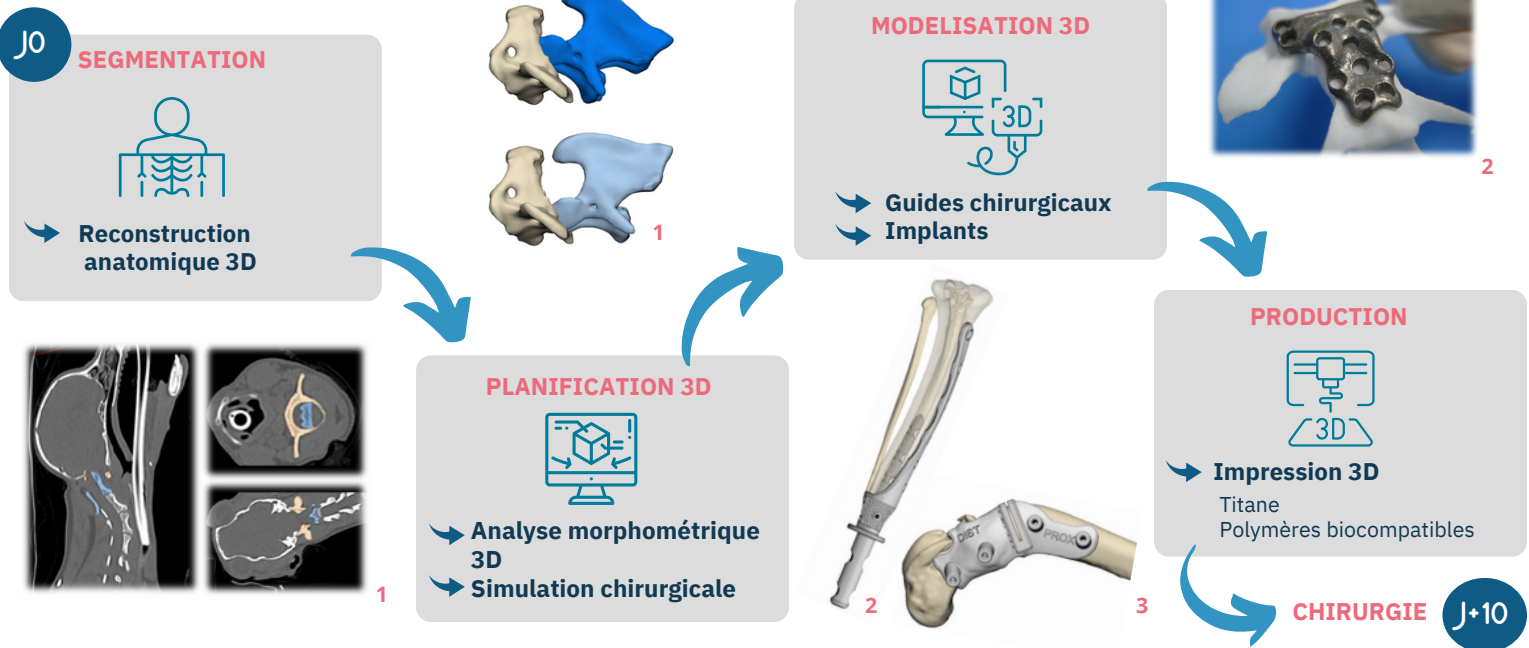 J0
SEGMENTATION
Reconstruction
anatomique 3D
1
1
PLANIFICATION 3D
Analyse morphométrique
3D
Simulation chirurgicale
MODELISATION 3D
3D
Guides chirurgicaux
Implants
2
DIST
PROX
2
3
PRODUCTION
3D
Impression 3D
Titane
Polymères biocompatibles
CHIRURGIE
J+10